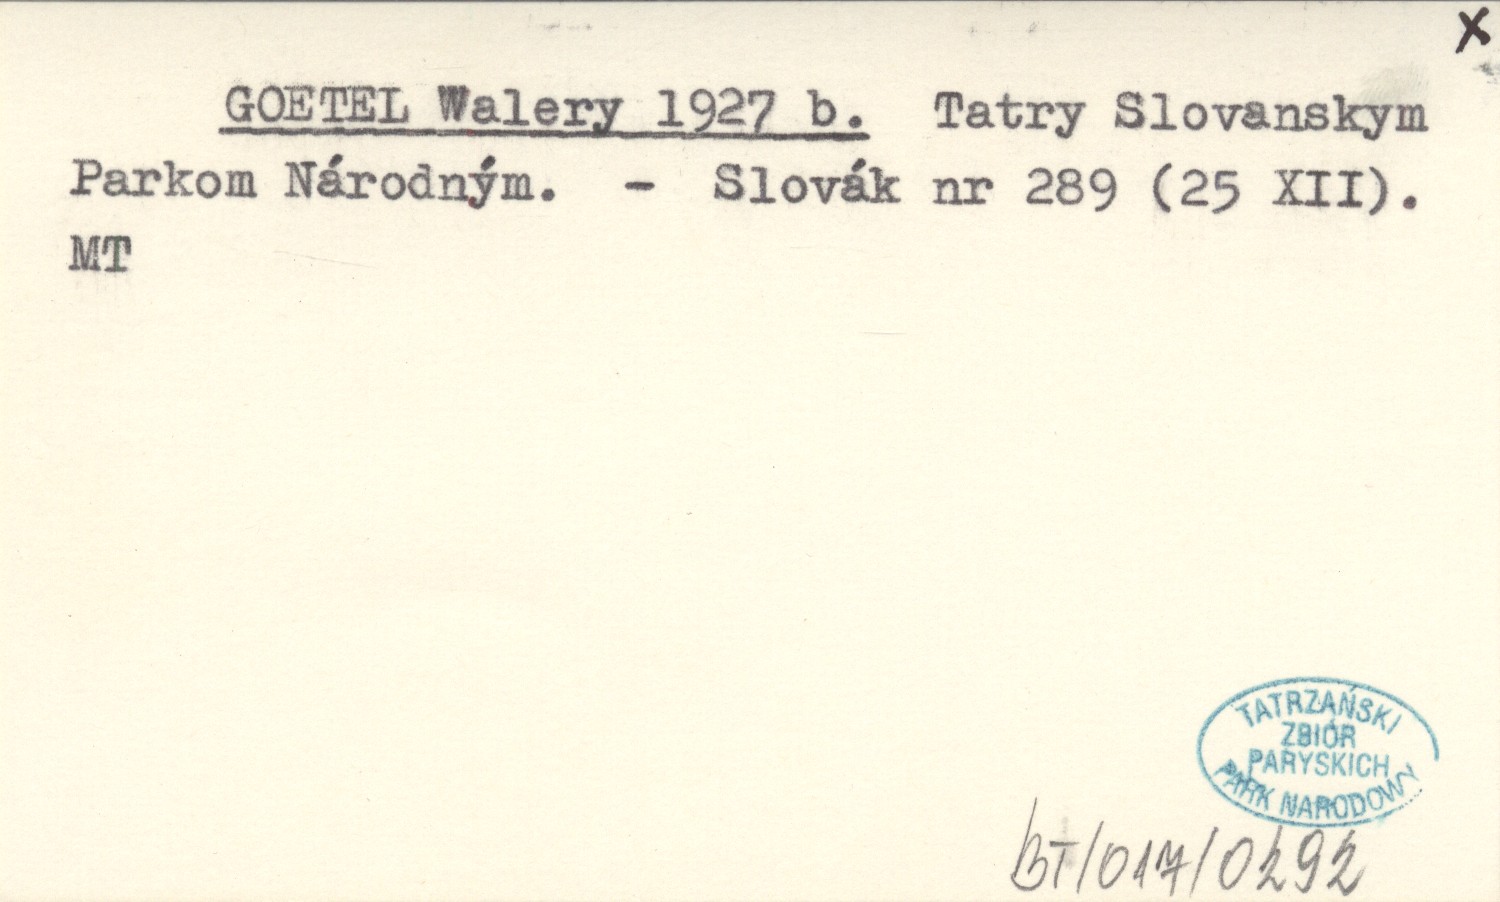 X
GOETEL Walery 1927 b. Tatry Slovanskym
Parkom Národným. - Slovák nr 289 (25 XII).
MT
TATRZAŃSKI
ZBIÓR
PARYSKICH
PARK NARODOWY
BT/017/0292